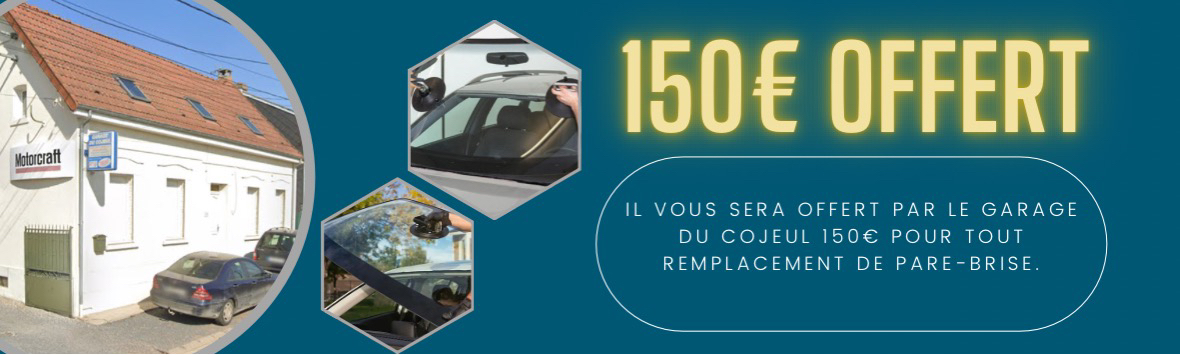 Motorcraft
150€ OFFERT
IL VOUS SERA OFFERT PAR LE GARAGE
DU COJEUL 150€ POUR TOUT
REMPLACEMENT DE PARE-BRISE.